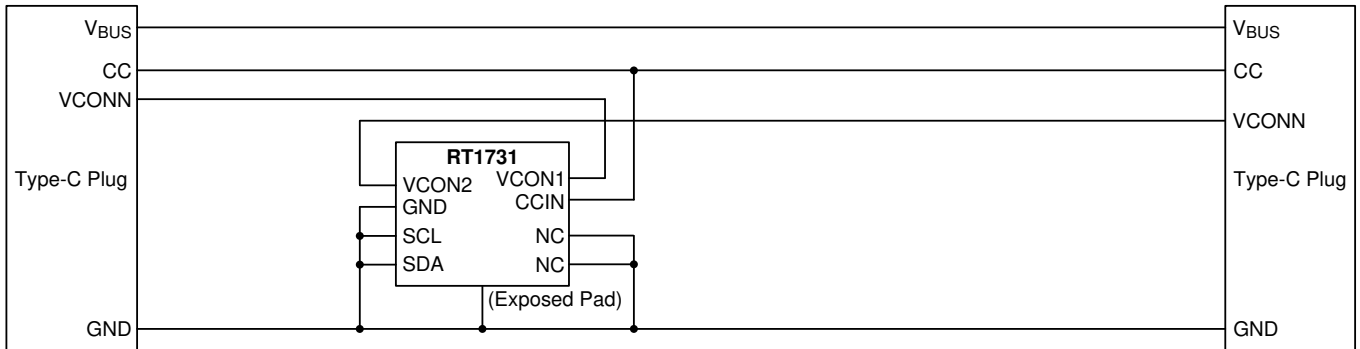 VBUS
CC
VCONN
Type-C Plug
GND
RT1731
VCON2
GND
SCL
SDA
VCON1
CCIN
NC
NC
(Exposed Pad)
VBUS
CC
VCONN
Type-C Plug
GND